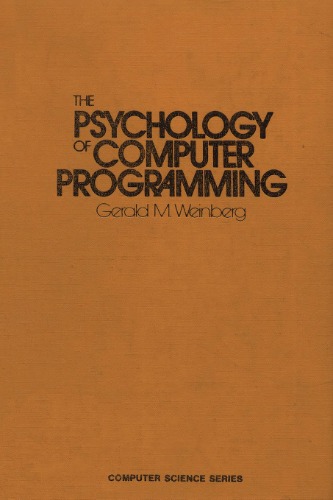 THE
PSYCHOLOGY
OF COMPUTER
PROGRAMMING
Gerald M. Weinberg
COMPUTER SCIENCE SERIES